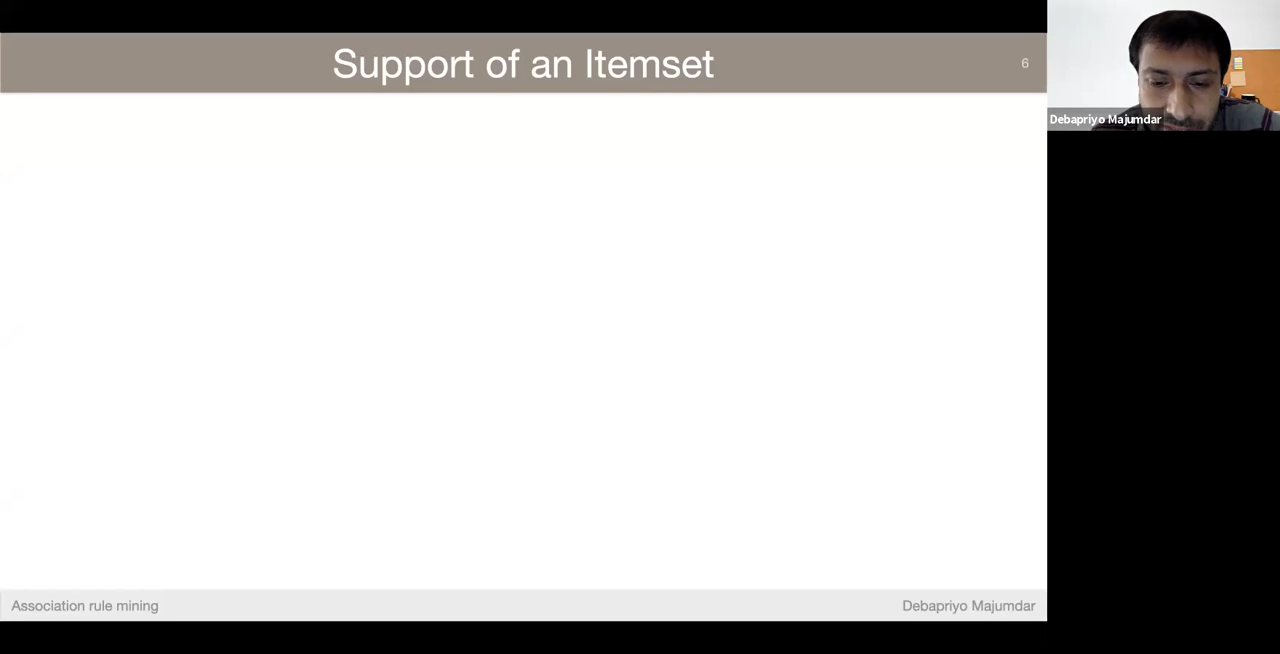 Support of an Itemset
6
Debapriyo Majumdar
Association rule mining
Debapriyo Majumdar